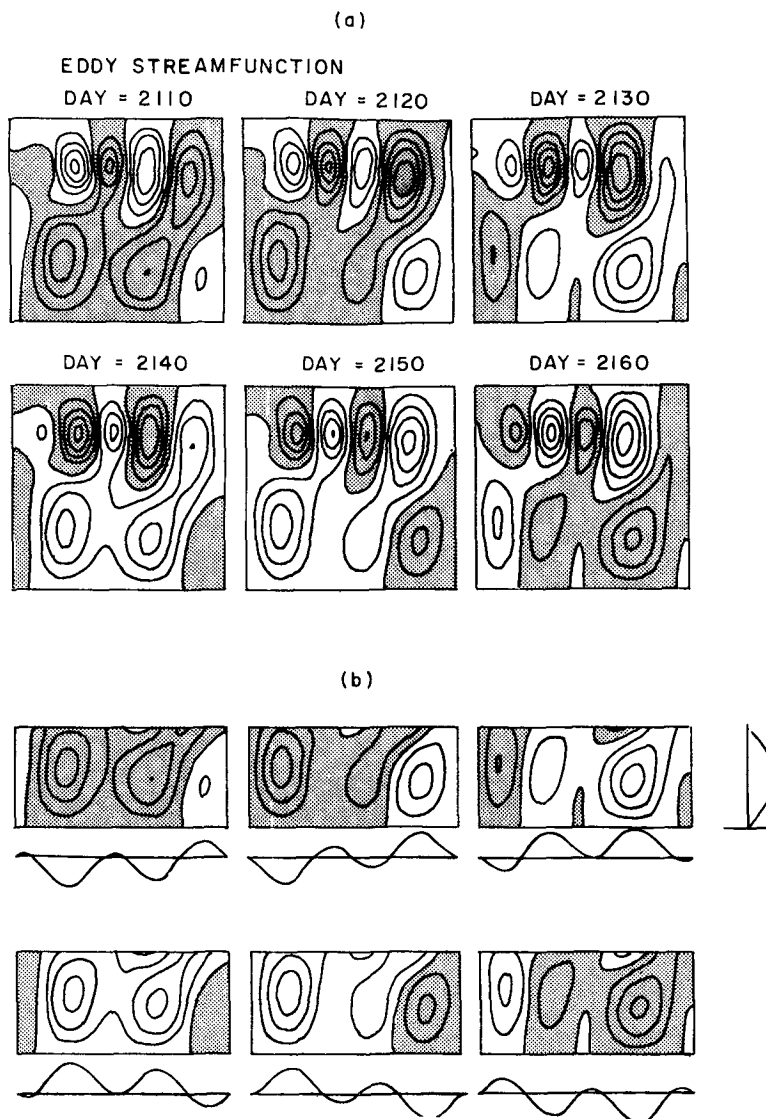 (a)
EDDY STREAMFUNCTION
DAY = 2110
DAY = 2120
DAY = 2130
DAY = 2140
DAY = 2150
DAY = 2160
(b)